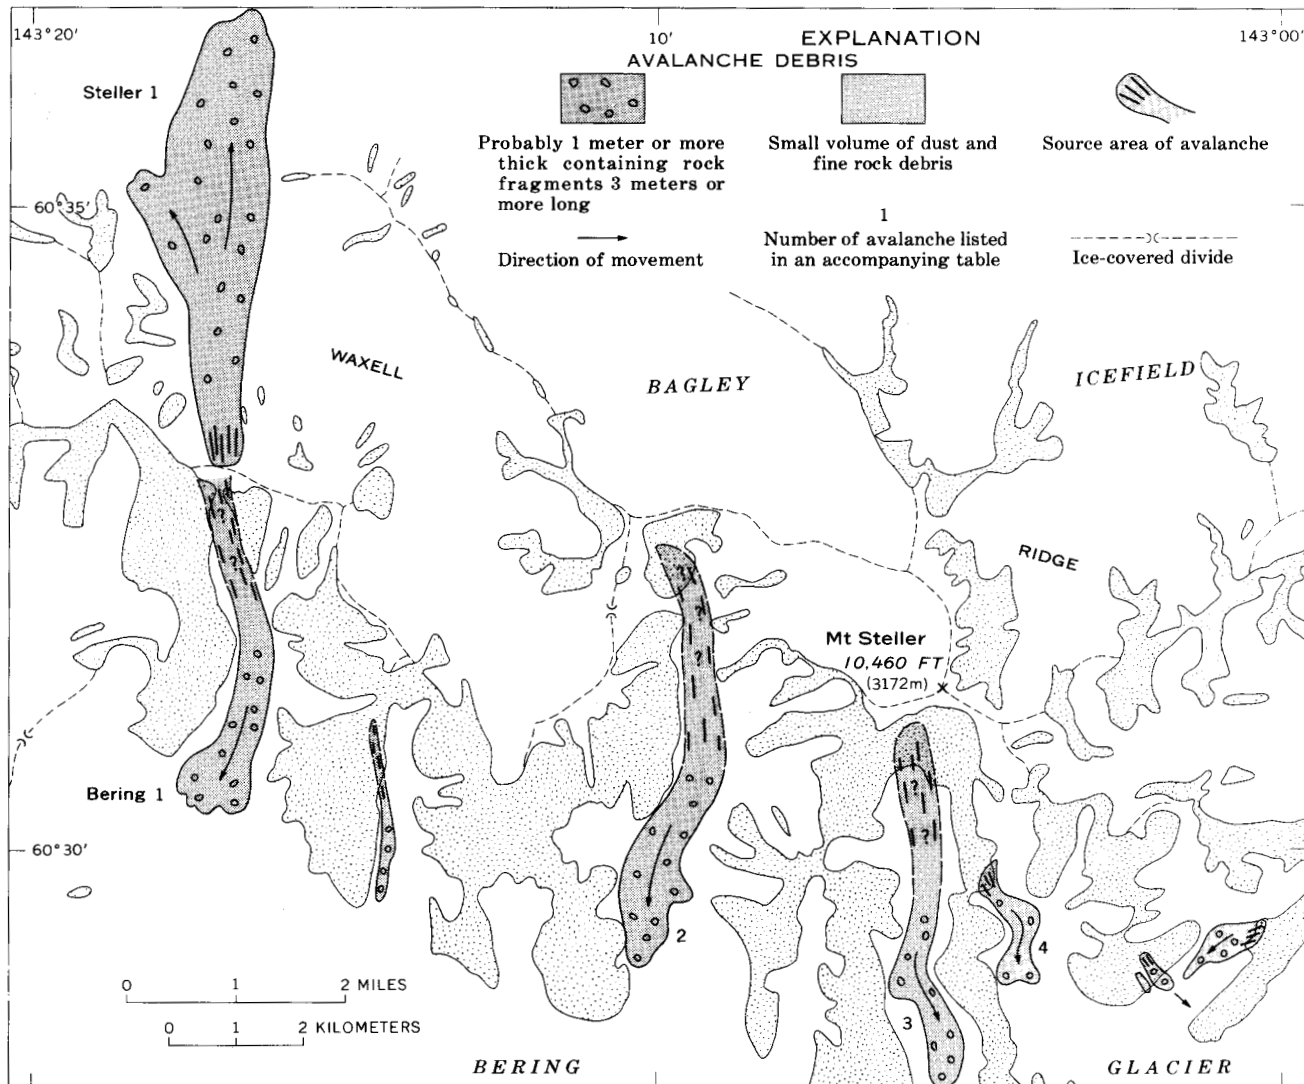 143°20'
10'
143°00'
EXPLANATION
AVALANCHE DEBRIS
Probably 1 meter or more
thick containing rock
fragments 3 meters or
more long
Small volume of dust and
fine rock debris
Source area of avalanche
Direction of movement
1
Number of avalanche listed
in an accompanying table
Ice-covered divide
Steller 1
60°35'
WAXELL
BAGLEY
ICEFIELD
?
?
RIDGE
?
?
?
Mt Steller
10,460 FT
(3172m)
?
?
Bering 1
60°30'
2
4
3
0 1 2 MILES
0 1 2 KILOMETERS
BERING
GLACIER